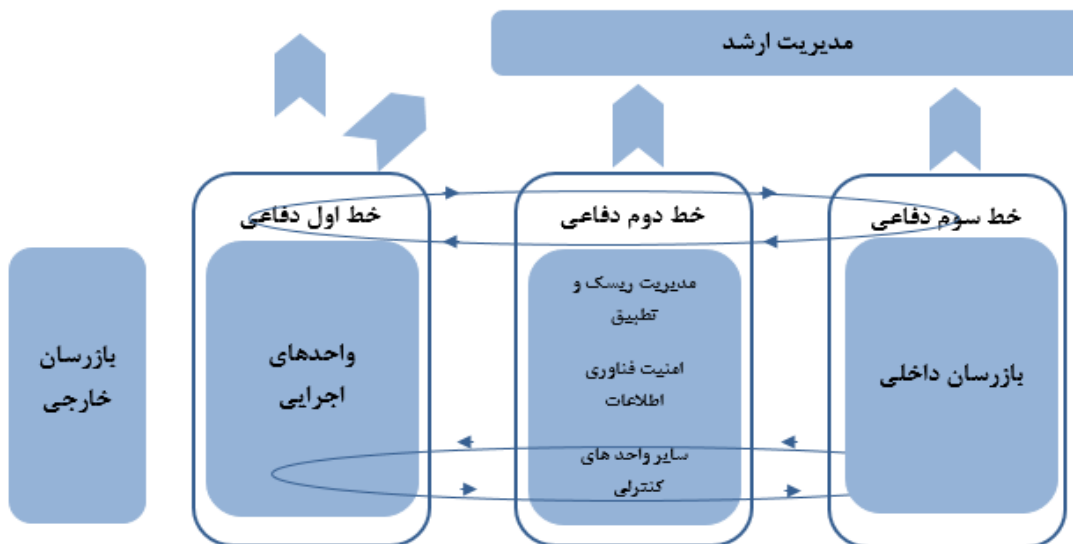 مدیریت ارشد
خط سوم دفاعی
خط دوم دفاعی
خط اول دفاعی
بازرسان داخلی
مدیریت ریسک و
تطبیق
امنیت فناوری
اطلاعات
سایر واحد های
کنترلی
واحدهای
اجرایی
بازرسان
خارجی